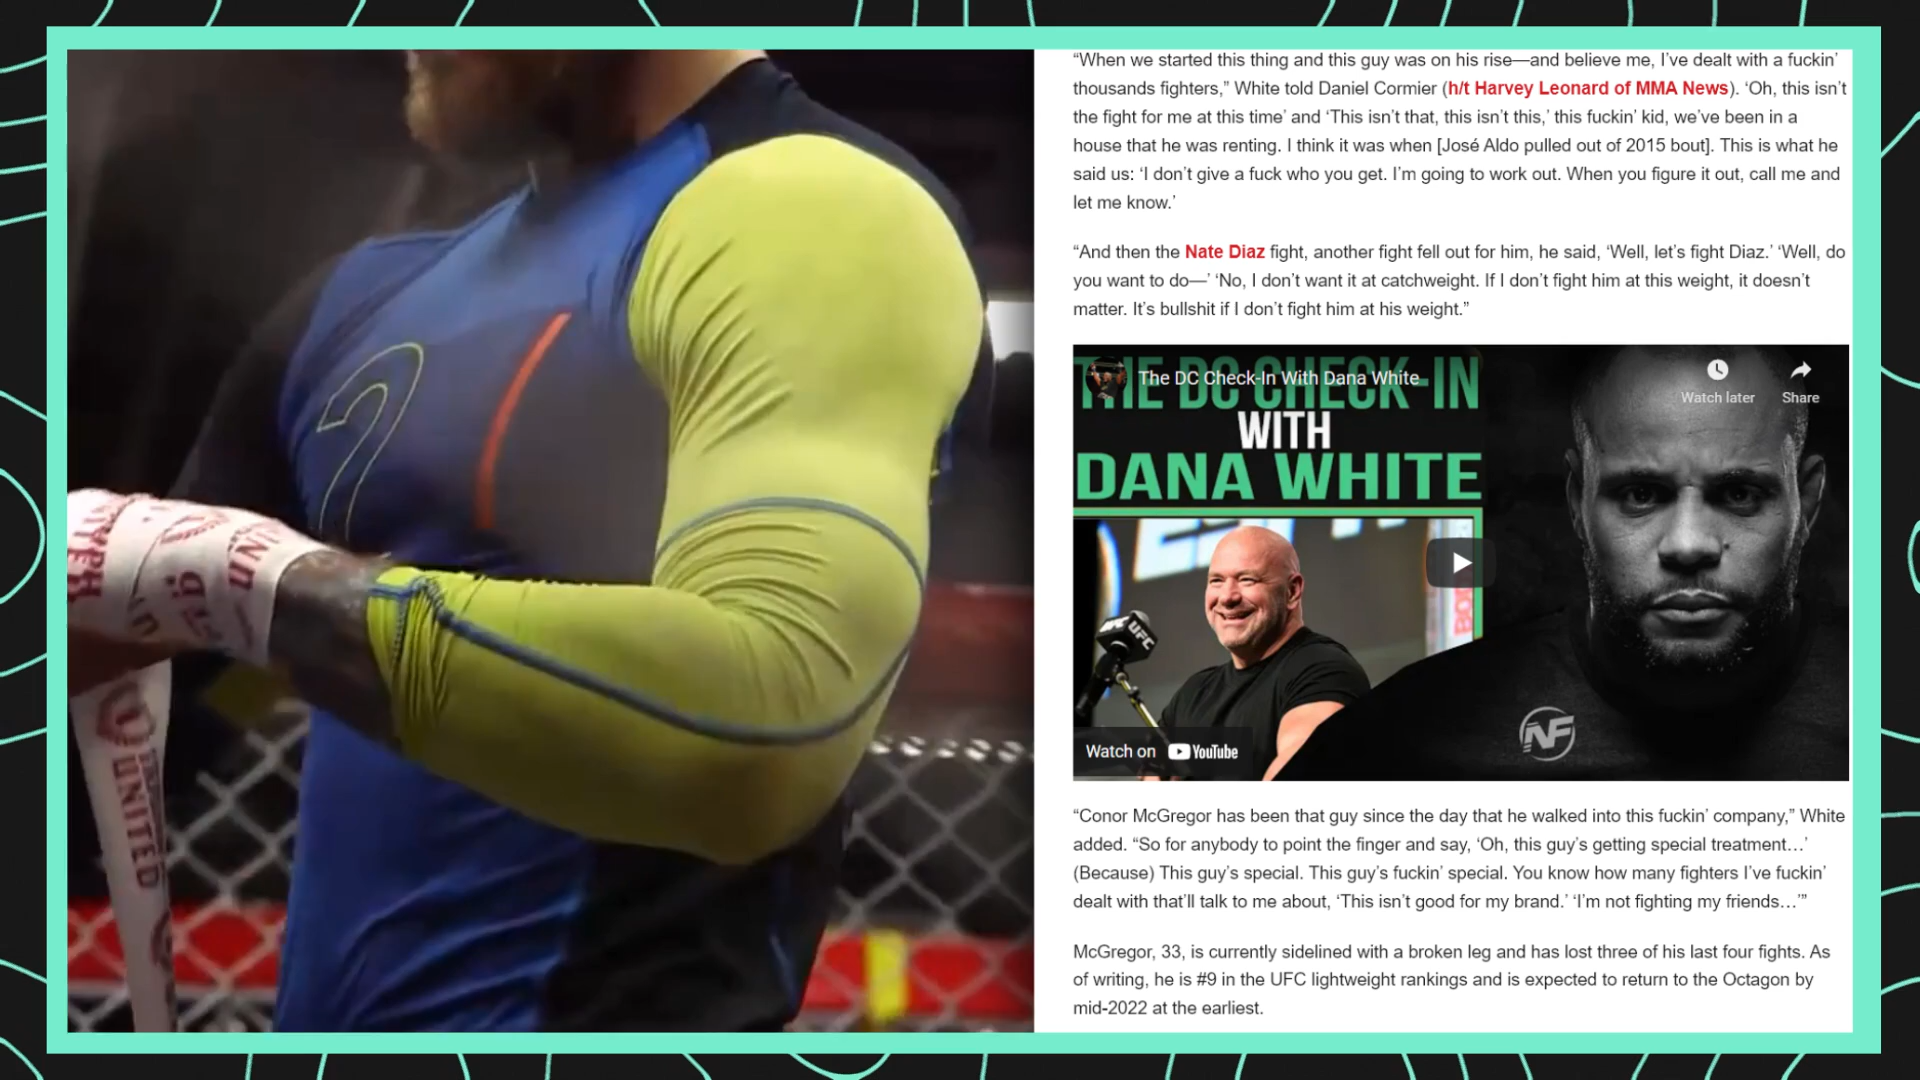 “When we started this thing and this guy was on his rise—and believe me, I’ve dealt with a fuckin’
thousands fighters,” White told Daniel Cormier (h/t Harvey Leonard of MMA News). ‘Oh, this isn’t
the fight for me at this time’ and ‘This isn’t that, this isn’t this,’ this fuckin’ kid, we’ve been in a
house that he was renting. I think it was when [José Aldo pulled out of 2015 bout]. This is what he
said us: ‘I don’t give a fuck who you get. I’m going to work out. When you figure it out, call me and
let me know.’
“And then the Nate Diaz fight, another fight fell out for him, he said, ‘Well, let’s fight Diaz.’ ‘Well, do
you want to do—’ ‘No, I don’t want it at catchweight. If I don’t fight him at this weight, it doesn’t
matter. It’s bullshit if I don’t fight him at his weight.”
The DC Check-In With Dana White
Watch later
Share
THE DC CHECK-IN
WITH
DANA WHITE
UFC
NF
Watch on YouTube
“Conor McGregor has been that guy since the day that he walked into this fuckin’ company,” White
added. “So for anybody to point the finger and say, ‘Oh, this guy’s getting special treatment…’
(Because) This guy’s special. This guy’s fuckin’ special. You know how many fighters I’ve fuckin’
dealt with that’ll talk to me about, ‘This isn’t good for my brand.’ ‘I’m not fighting my friends…’”
McGregor, 33, is currently sidelined with a broken leg and has lost three of his last four fights. As
of writing, he is #9 in the UFC lightweight rankings and is expected to return to the Octagon by
mid-2022 at the earliest.
UNITED